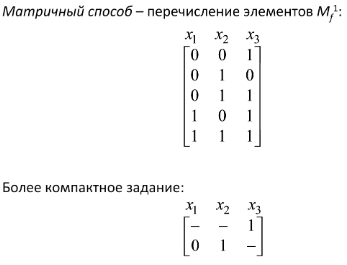 Матричный способ – перечисление элементов M_f^1:
x₁ x₂ x₃
0 0 1
0 1 0
0 1 1
1 0 1
1 1 1
Более компактное задание:
x₁ x₂ x₃
– – 1
0 1 –